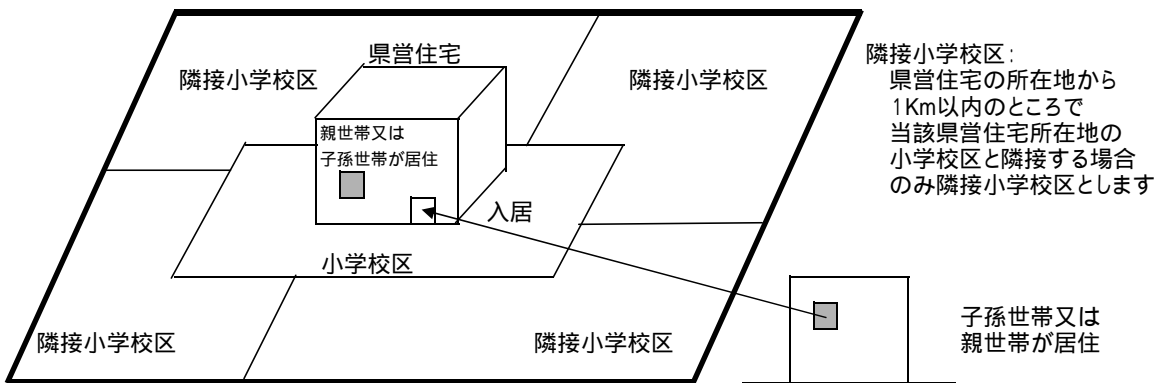 県営住宅
隣接小学校区
隣接小学校区
親世帯又は
子孫世帯が居住
入居
小学校区
隣接小学校区
隣接小学校区
隣接小学校区:
県営住宅の所在地から
1Km以内のところで
当該県営住宅所在地の
小学校区と隣接する場合
のみ隣接小学校区とします
子孫世帯又は
親世帯が居住